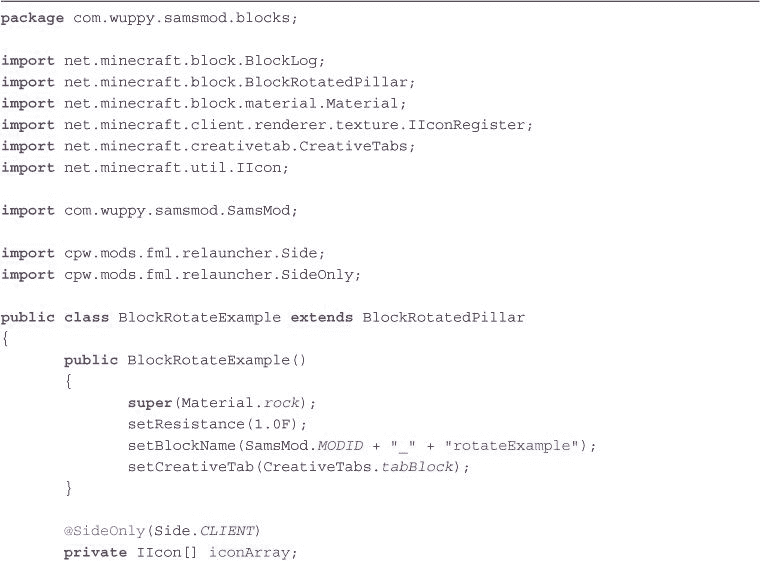 package com.wuppy.samsmod.blocks;
import net.minecraft.block.BlockLog;
import net.minecraft.block.BlockRotatedPillar;
import net.minecraft.block.material.Material;
import net.minecraft.client.renderer.texture.IIconRegister;
import net.minecraft.creativetab.CreativeTabs;
import net.minecraft.util.IIcon;
import com.wuppy.samsmod.SamsMod;
import cpw.mods.fml.relauncher.Side;
import cpw.mods.fml.relauncher.SideOnly;
public class BlockRotateExample extends BlockRotatedPillar
{
public BlockRotateExample()
{
super(Material.rock);
setResistance(1.0F);
setBlockName(SamsMod.MODID + "_" + "rotateExample");
setCreativeTab(CreativeTabs.tabBlock);
}
@SideOnly(Side.CLIENT)
private IIcon[] iconArray;